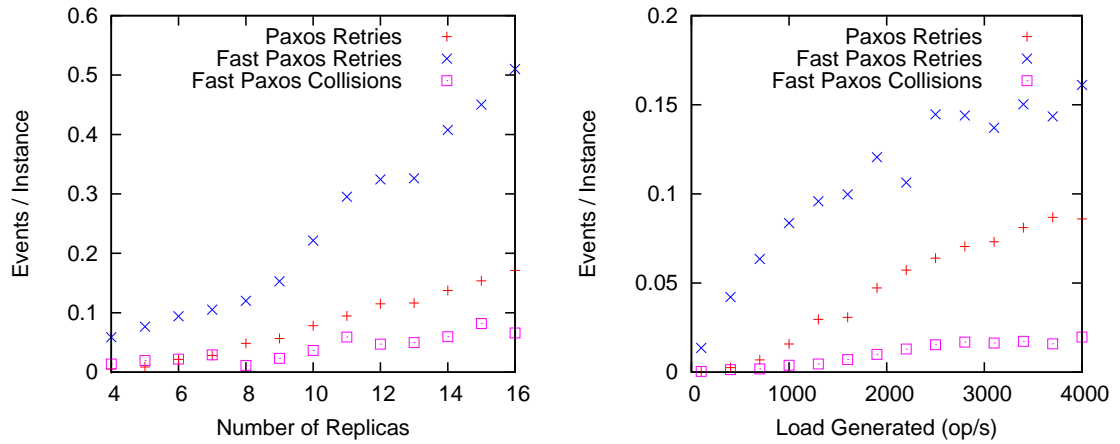 0.6
0.5
0.4
0.3
0.2
0.1
0
4
6
8
10
12
14
16
Events / Instance
Number of Replicas
Paxos Retries
Fast Paxos Retries
Fast Paxos Collisions
0.2
0.15
0.1
0.05
0
0
1000
2000
3000
4000
Events / Instance
Load Generated (op/s)
Paxos Retries
Fast Paxos Retries
Fast Paxos Collisions